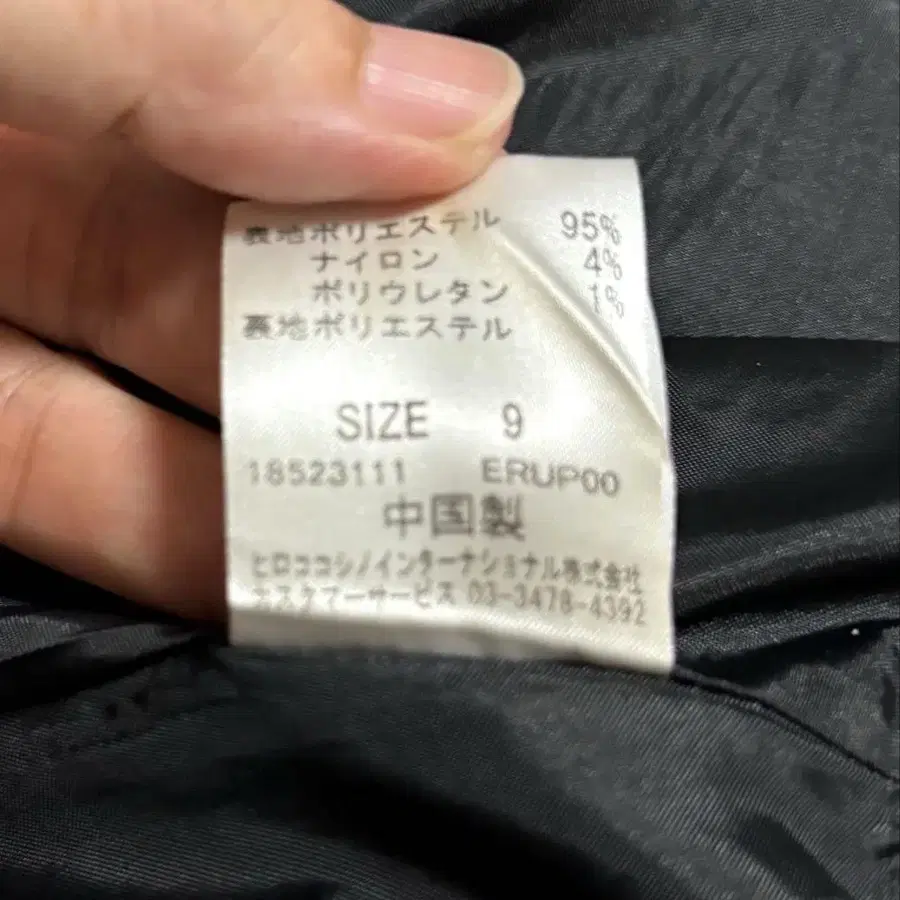 裏地ポリエステル 95%
ナイロン 4%
ポリウレタン 1%
裏地ポリエステル
SIZE 9
18523111 ERUP00
中国製
ヒロココシノインターナショナル株式会社
カスタマーサービス 03-3478-4392